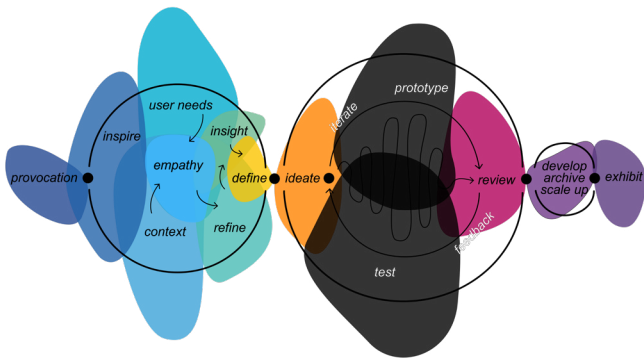 provocation
inspire
user needs
empathy
context
insight
define
refine
ideate
iterate
prototype
test
review
feedback
develop
archive
scale up
exhibit